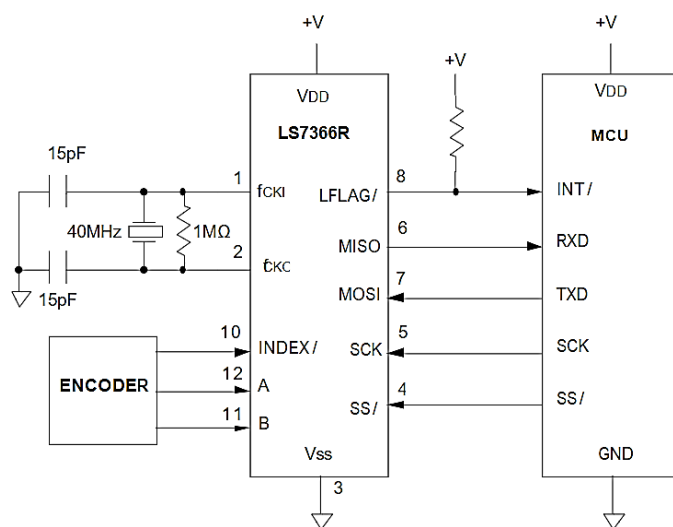 +V
+V
+V
VDD
VDD
LS7366R
MCU
15pF
1
fCKI
8
LFLAG/
INT/
40MHz
1MΩ
6
MISO
RXD
2
fCKO
7
MOSI
TXD
15pF
10
INDEX/
5
SCK
SCK
ENCODER
12
A
4
SS/
SS/
11
B
Vss
GND
3